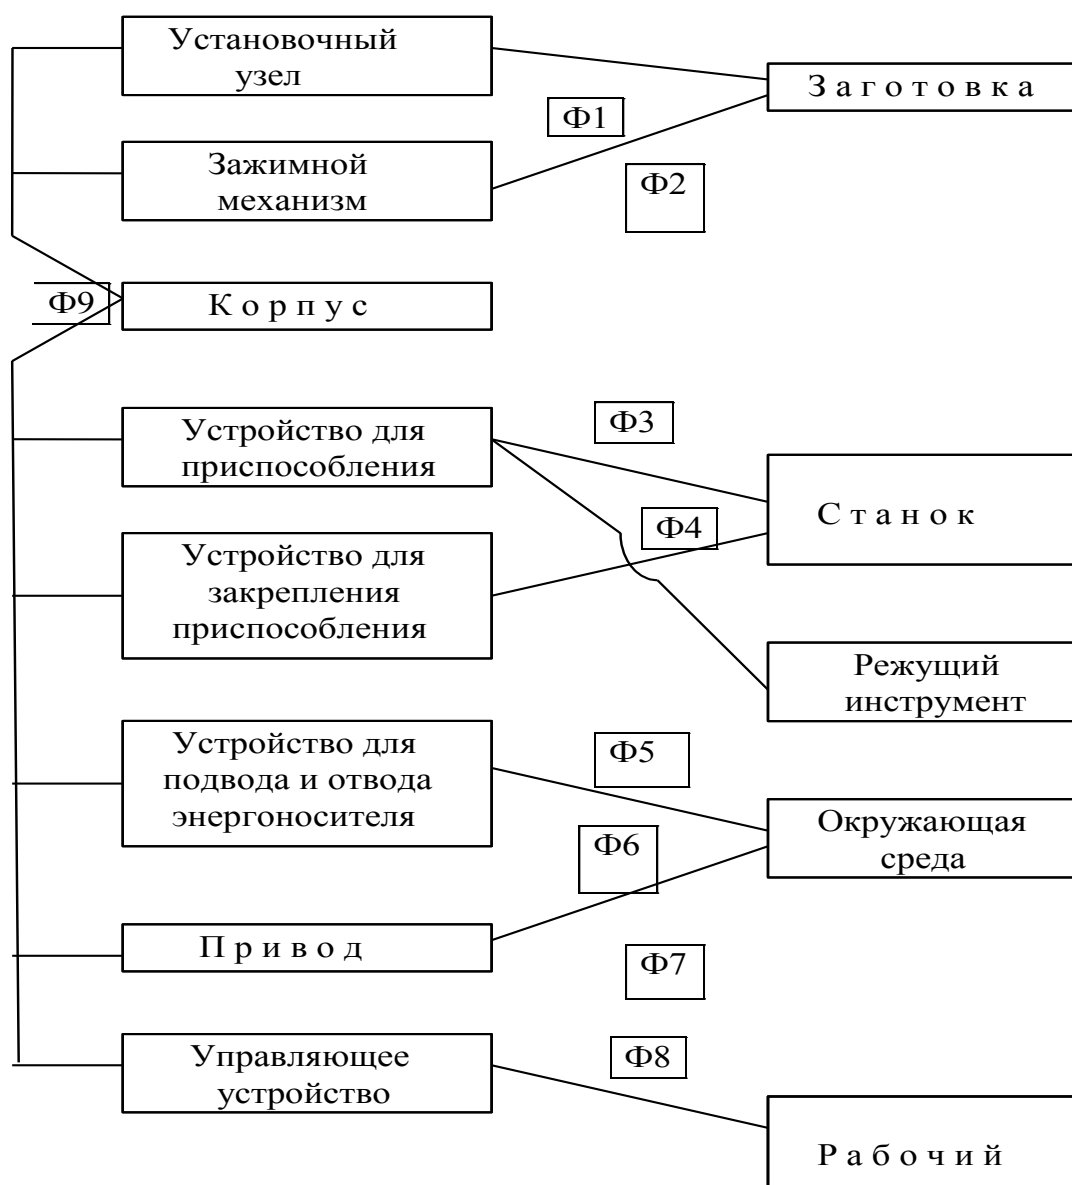 Установочный
узел
Заготовка
Ф1
Зажимной
механизм
Ф2
Ф9
Корпус
Устройство для
приспособления
Ф3
Станок
Ф4
Устройство для
закрепления
приспособления
Режущий
инструмент
Устройство для
подвода и отвода
энергоносителя
Ф5
Окружающая
среда
Ф6
Привод
Ф7
Управляющее
устройство
Ф8
Рабочий